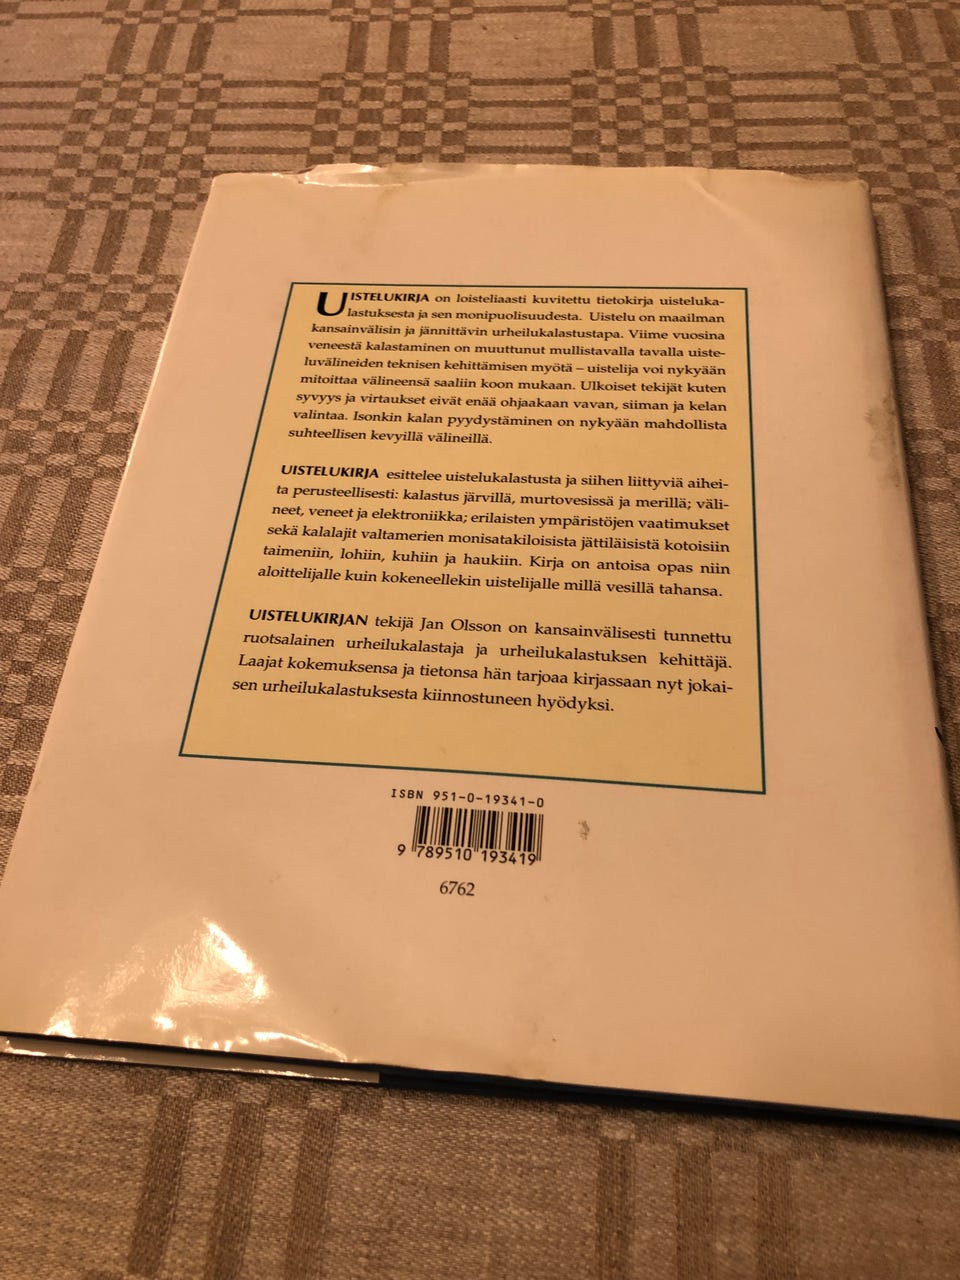 UISTELUKIRJA on loisteliaasti kuvitettu tietokirja uisteluka-
lastuksesta ja sen monipuolisuudesta. Uistelu on maailman
kansainvälisin ja jännittävin urheilukalastustapa. Viime vuosina
veneestä kalastaminen on muuttunut mullistavalla tavalla uiste-
luvälineiden teknisen kehittämisen myötä – uistelija voi nykyään
mitoittaa välineensä saaliin koon mukaan. Ulkoiset tekijät kuten
syvyys ja virtaukset eivät enää ohjaakaan vavan, siiman ja kelan
valintaa. Isonkin kalan pyydystäminen on nykyään mahdollista
suhteellisen kevyillä välineillä.
UISTELUKIRJA esittelee uistelukalastusta ja siihen liittyviä aihei-
ta perusteellisesti: kalastus järvillä, murtovesissä ja merillä; väli-
neet, veneet ja elektroniikka; erilaisten ympäristöjen vaatimukset
sekä kalalajit valtamerien monisatakiloisista jättiläisistä kotoisiin
taimeniin, lohiin, kuhiin ja haukiin. Kirja on antoisa opas niin
aloittelijalle kuin kokeneellekin uistelijalle millä vesillä tahansa.
UISTELUKIRJAN tekijä Jan Olsson on kansainvälisesti tunnettu
ruotsalainen urheilukalastaja ja urheilukalastuksen kehittäjä.
Laajat kokemuksensa ja tietonsa hän tarjoaa kirjassaan nyt jokai-
sen urheilukalastuksesta kiinnostuneen hyödyksi.
ISBN 951-0-19341-0
9 789510 193419
6762